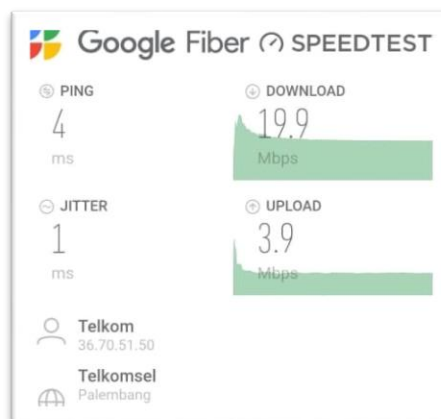 Google Fiber SPEEDTEST
PING
4
ms
DOWNLOAD
19.9
Mbps
JITTER
1
ms
UPLOAD
3.9
Mbps
Telkom
36.70.51.50
Telkomsel
Palembang